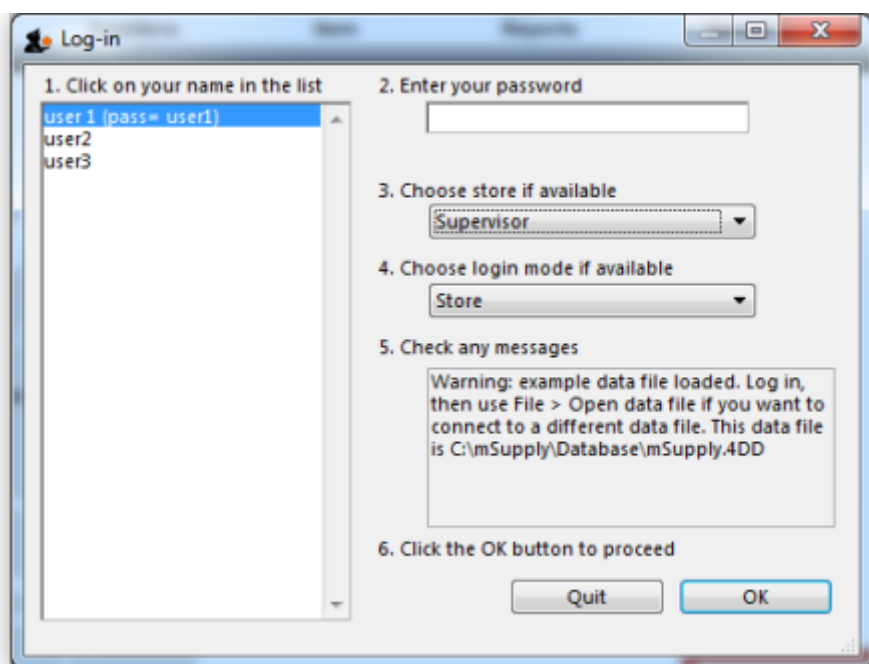 Log-in
1. Click on your name in the list
user 1 (pass= user1)
user2
user3
2. Enter your password
3. Choose store if available
Supervisor
4. Choose login mode if available
Store
5. Check any messages
Warning: example data file loaded. Log in,
then use File > Open data file if you want to
connect to a different data file. This data file
is C:\mSupply\Database\mSupply.4DD
6. Click the OK button to proceed
Quit
OK